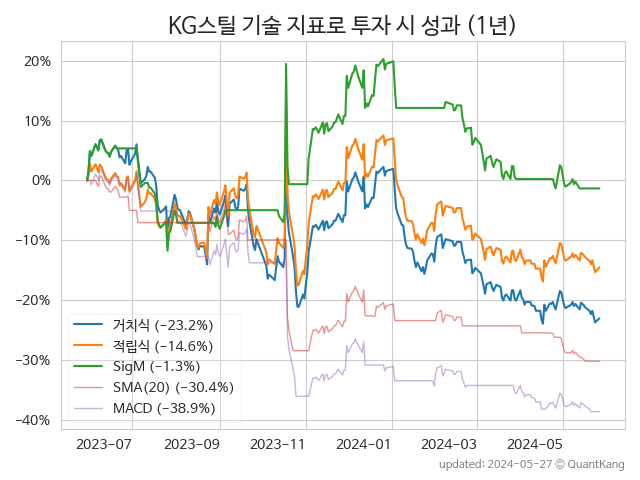 KG스틸 기술 지표로 투자 시 성과 (1년)
20%
10%
0%
−10%
−20%
−30%
−40%
거치식 (−23.2%)
적립식 (−14.6%)
SigM (−1.3%)
SMA(20) (−30.4%)
MACD (−38.9%)
2023−07 2023−09 2023−11 2024−01 2024−03 2024−05
updated: 2024−05−27 © QuantKang